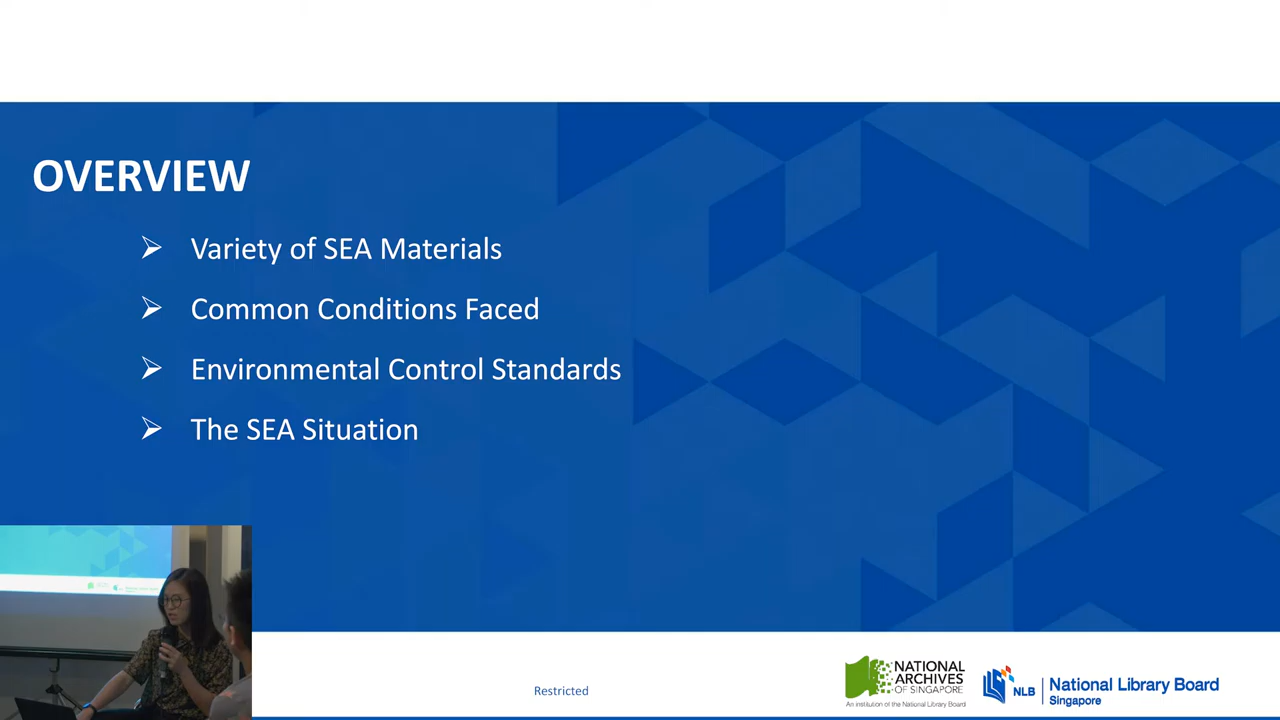 OVERVIEW
Variety of SEA Materials
Common Conditions Faced
Environmental Control Standards
The SEA Situation
Restricted
NATIONAL
ARCHIVES
OF SINGAPORE
An institution of the National Library Board
NLB
National Library Board
Singapore